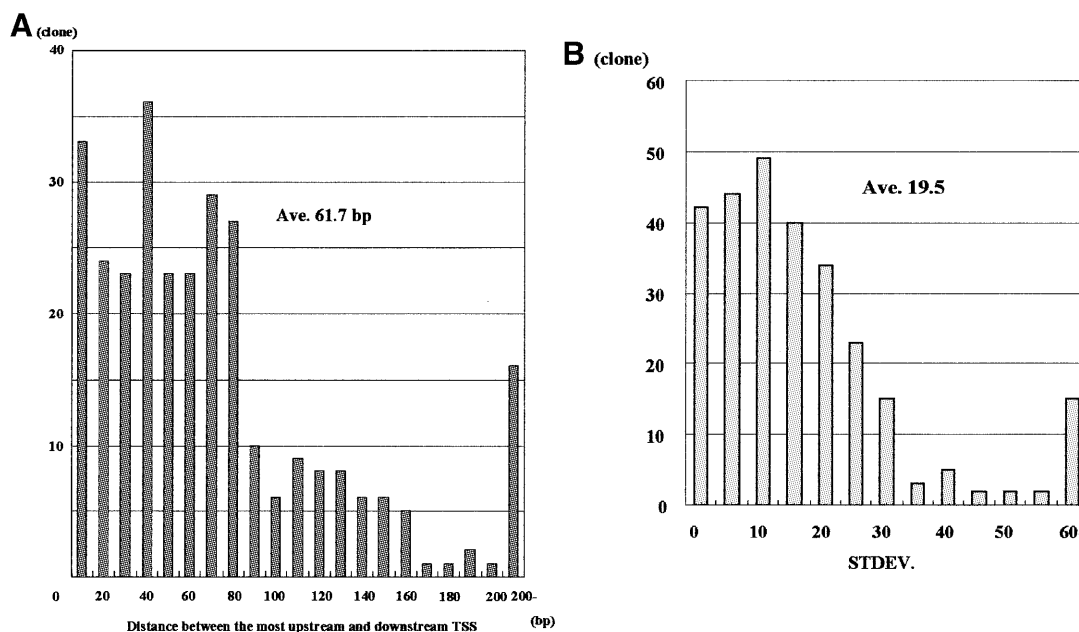 A (clone)
40
30
20
10
Ave. 61.7 bp
0 20 40 60 80 100 120 140 160 180 200 200- (bp)
Distance between the most upstream and downstream TSS
B (clone)
60
50
40
30
20
10
0
Ave. 19.5
0 10 20 30 40 50 60
STDEV.